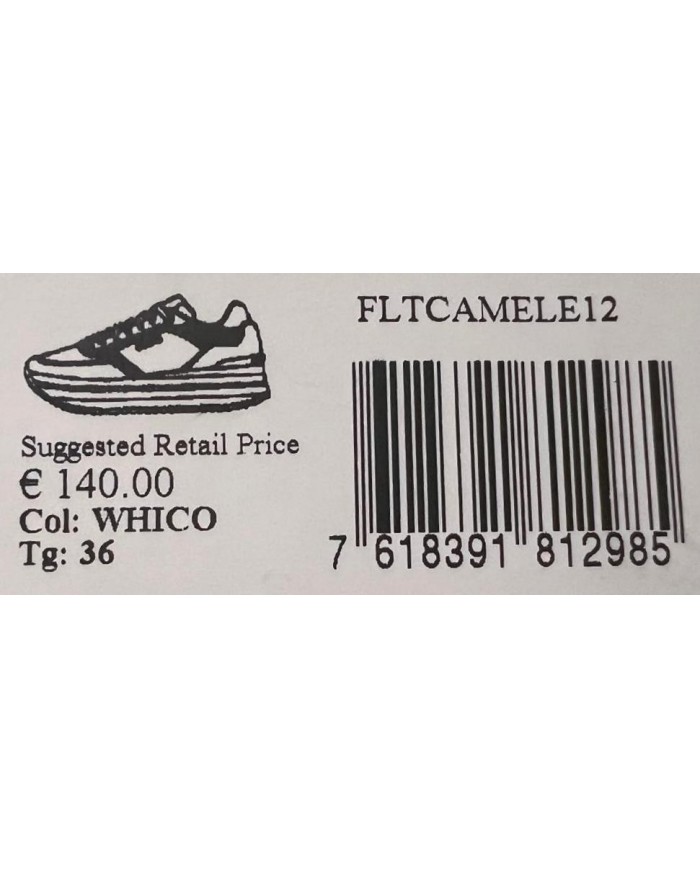 FLTCAMELE12
Suggested Retail Price
€ 140.00
Col: WHICO
Tg: 36
7 618391 812985